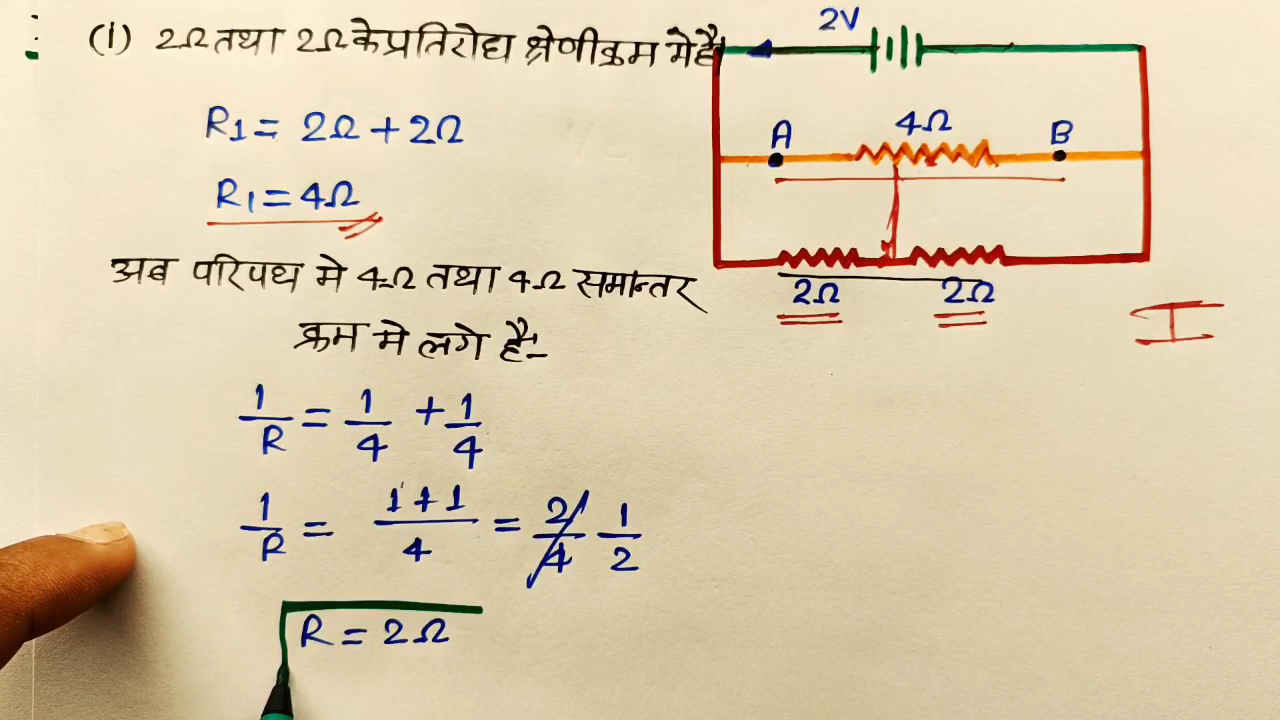 (1) 2Ω तथा 2Ω के प्रतिरोध श्रेणीक्रम मे है।
R1 = 2Ω + 2Ω
R1 = 4Ω
अब परिपथ मे 4Ω तथा 4Ω समान्तर
क्रम मे लगे है:-
1/R = 1/4 + 1/4
1/R = (1+1)/4 = 2/4 1/2
R = 2Ω
2V
A 4Ω B
2Ω 2Ω
I